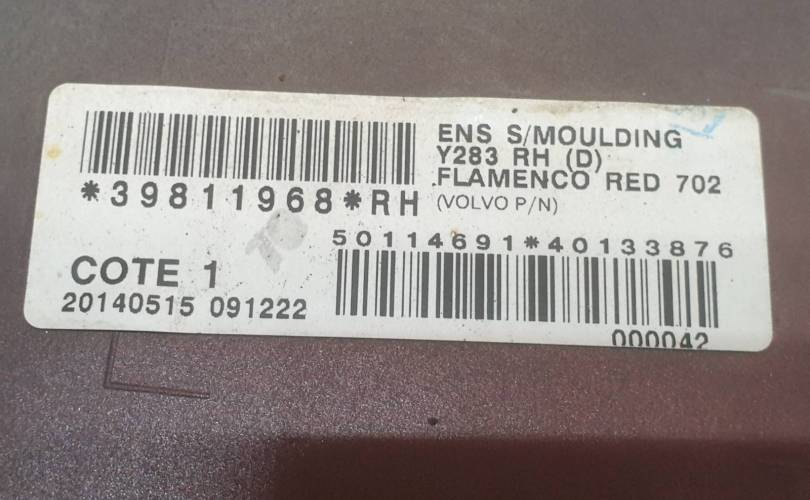 ENS S/MOULDING
Y283 RH (D)
FLAMENCO RED 702
*39811968*RH
(VOLVO P/N)
50114691*40133876
COTE 1
20140515 091222
000042